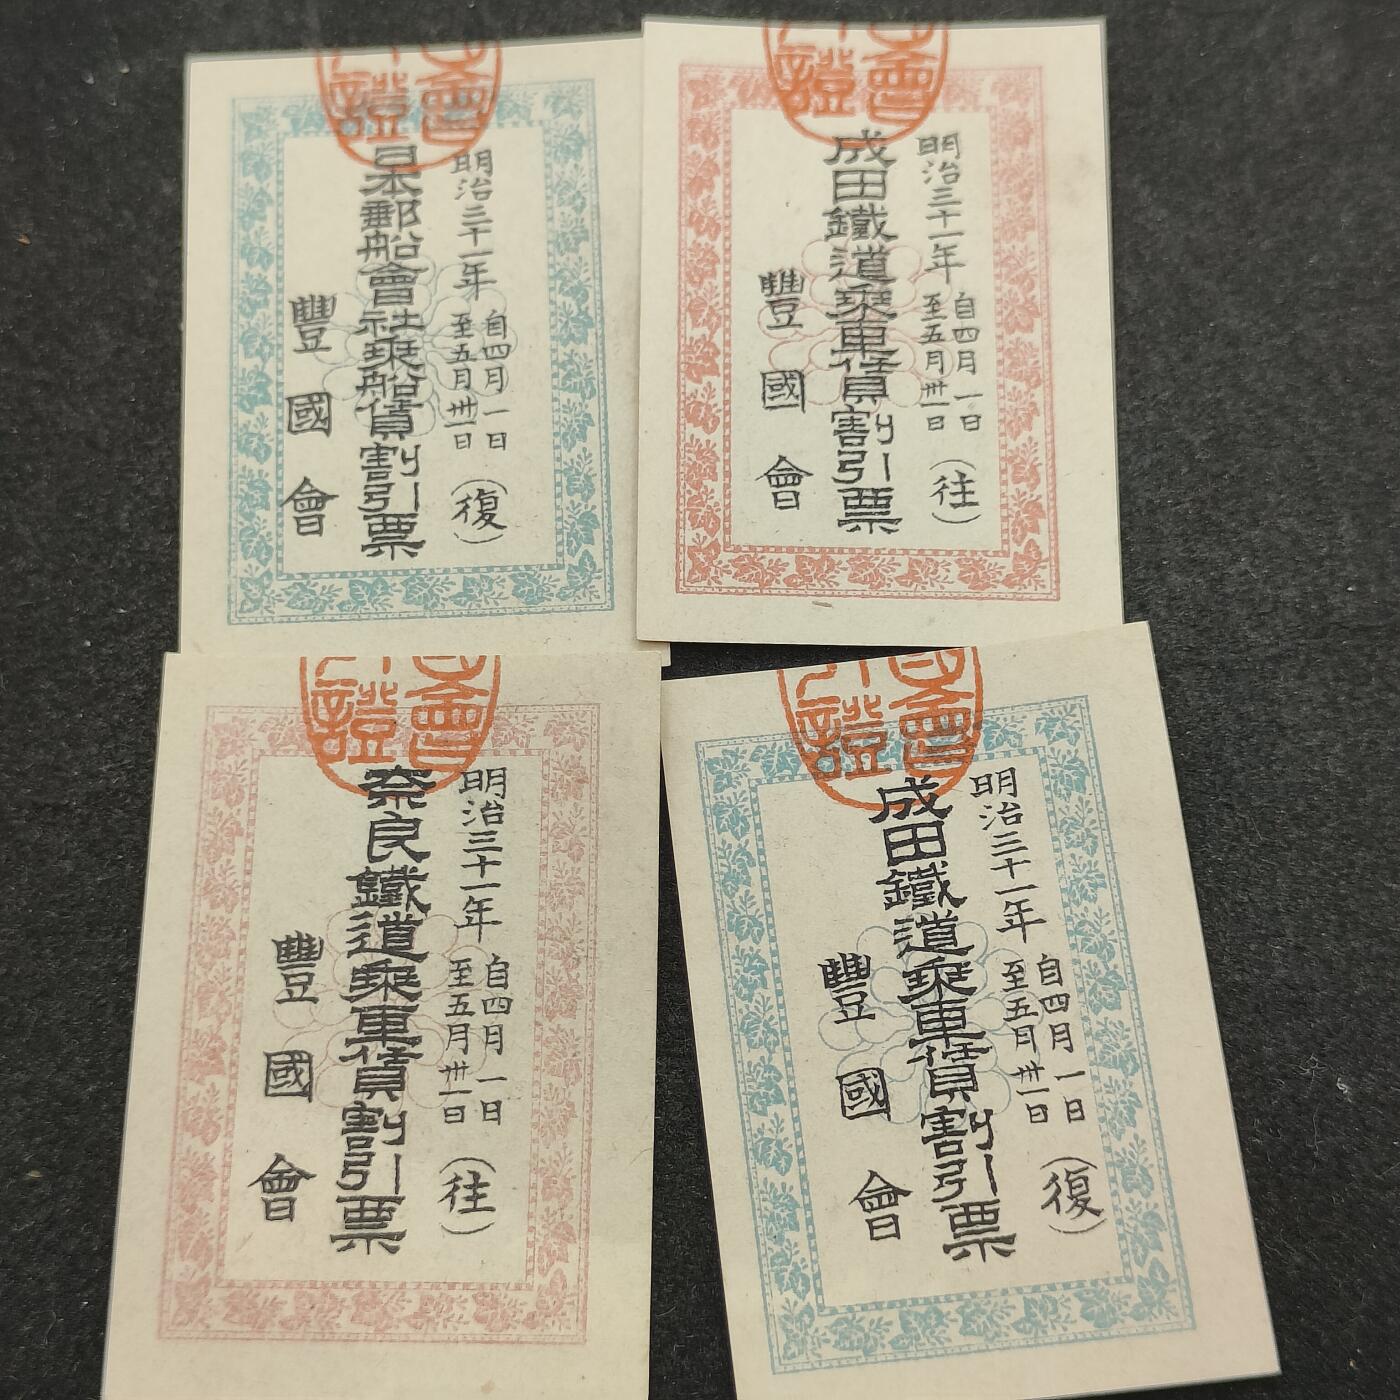 會
證
明治三十一年
自四月一日
至五月卅一日
(復)
日本郵船會社乗船賃割引票
豐國會
會
證
明治三十一年
自四月一日
至五月卅一日
(往)
成田鐵道乗車賃割引票
豐國會
會
證
明治三十一年
自四月一日
至五月卅一日
(往)
奈良鐵道乗車賃割引票
豐國會
國會
證
明治三十一年
自四月一日
至五月卅一日
(復)
成田鐵道乗車賃割引票
豐國會